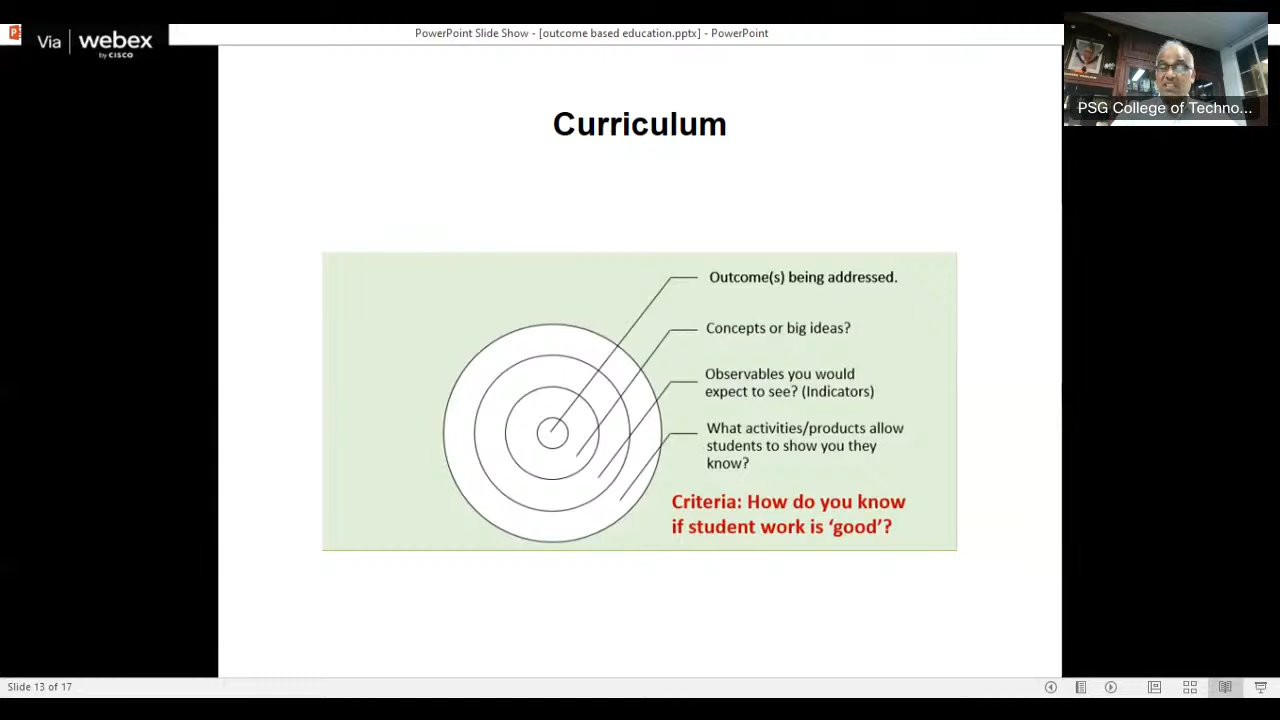 Via webex
by CISCO
PowerPoint Slide Show - [outcome based education.pptx] - PowerPoint
PSG College of Techno...
Curriculum
Outcome(s) being addressed.
Concepts or big ideas?
Observables you would
expect to see? (Indicators)
What activities/products allow
students to show you they
know?
Criteria: How do you know
if student work is ‘good’?
Slide 13 of 17